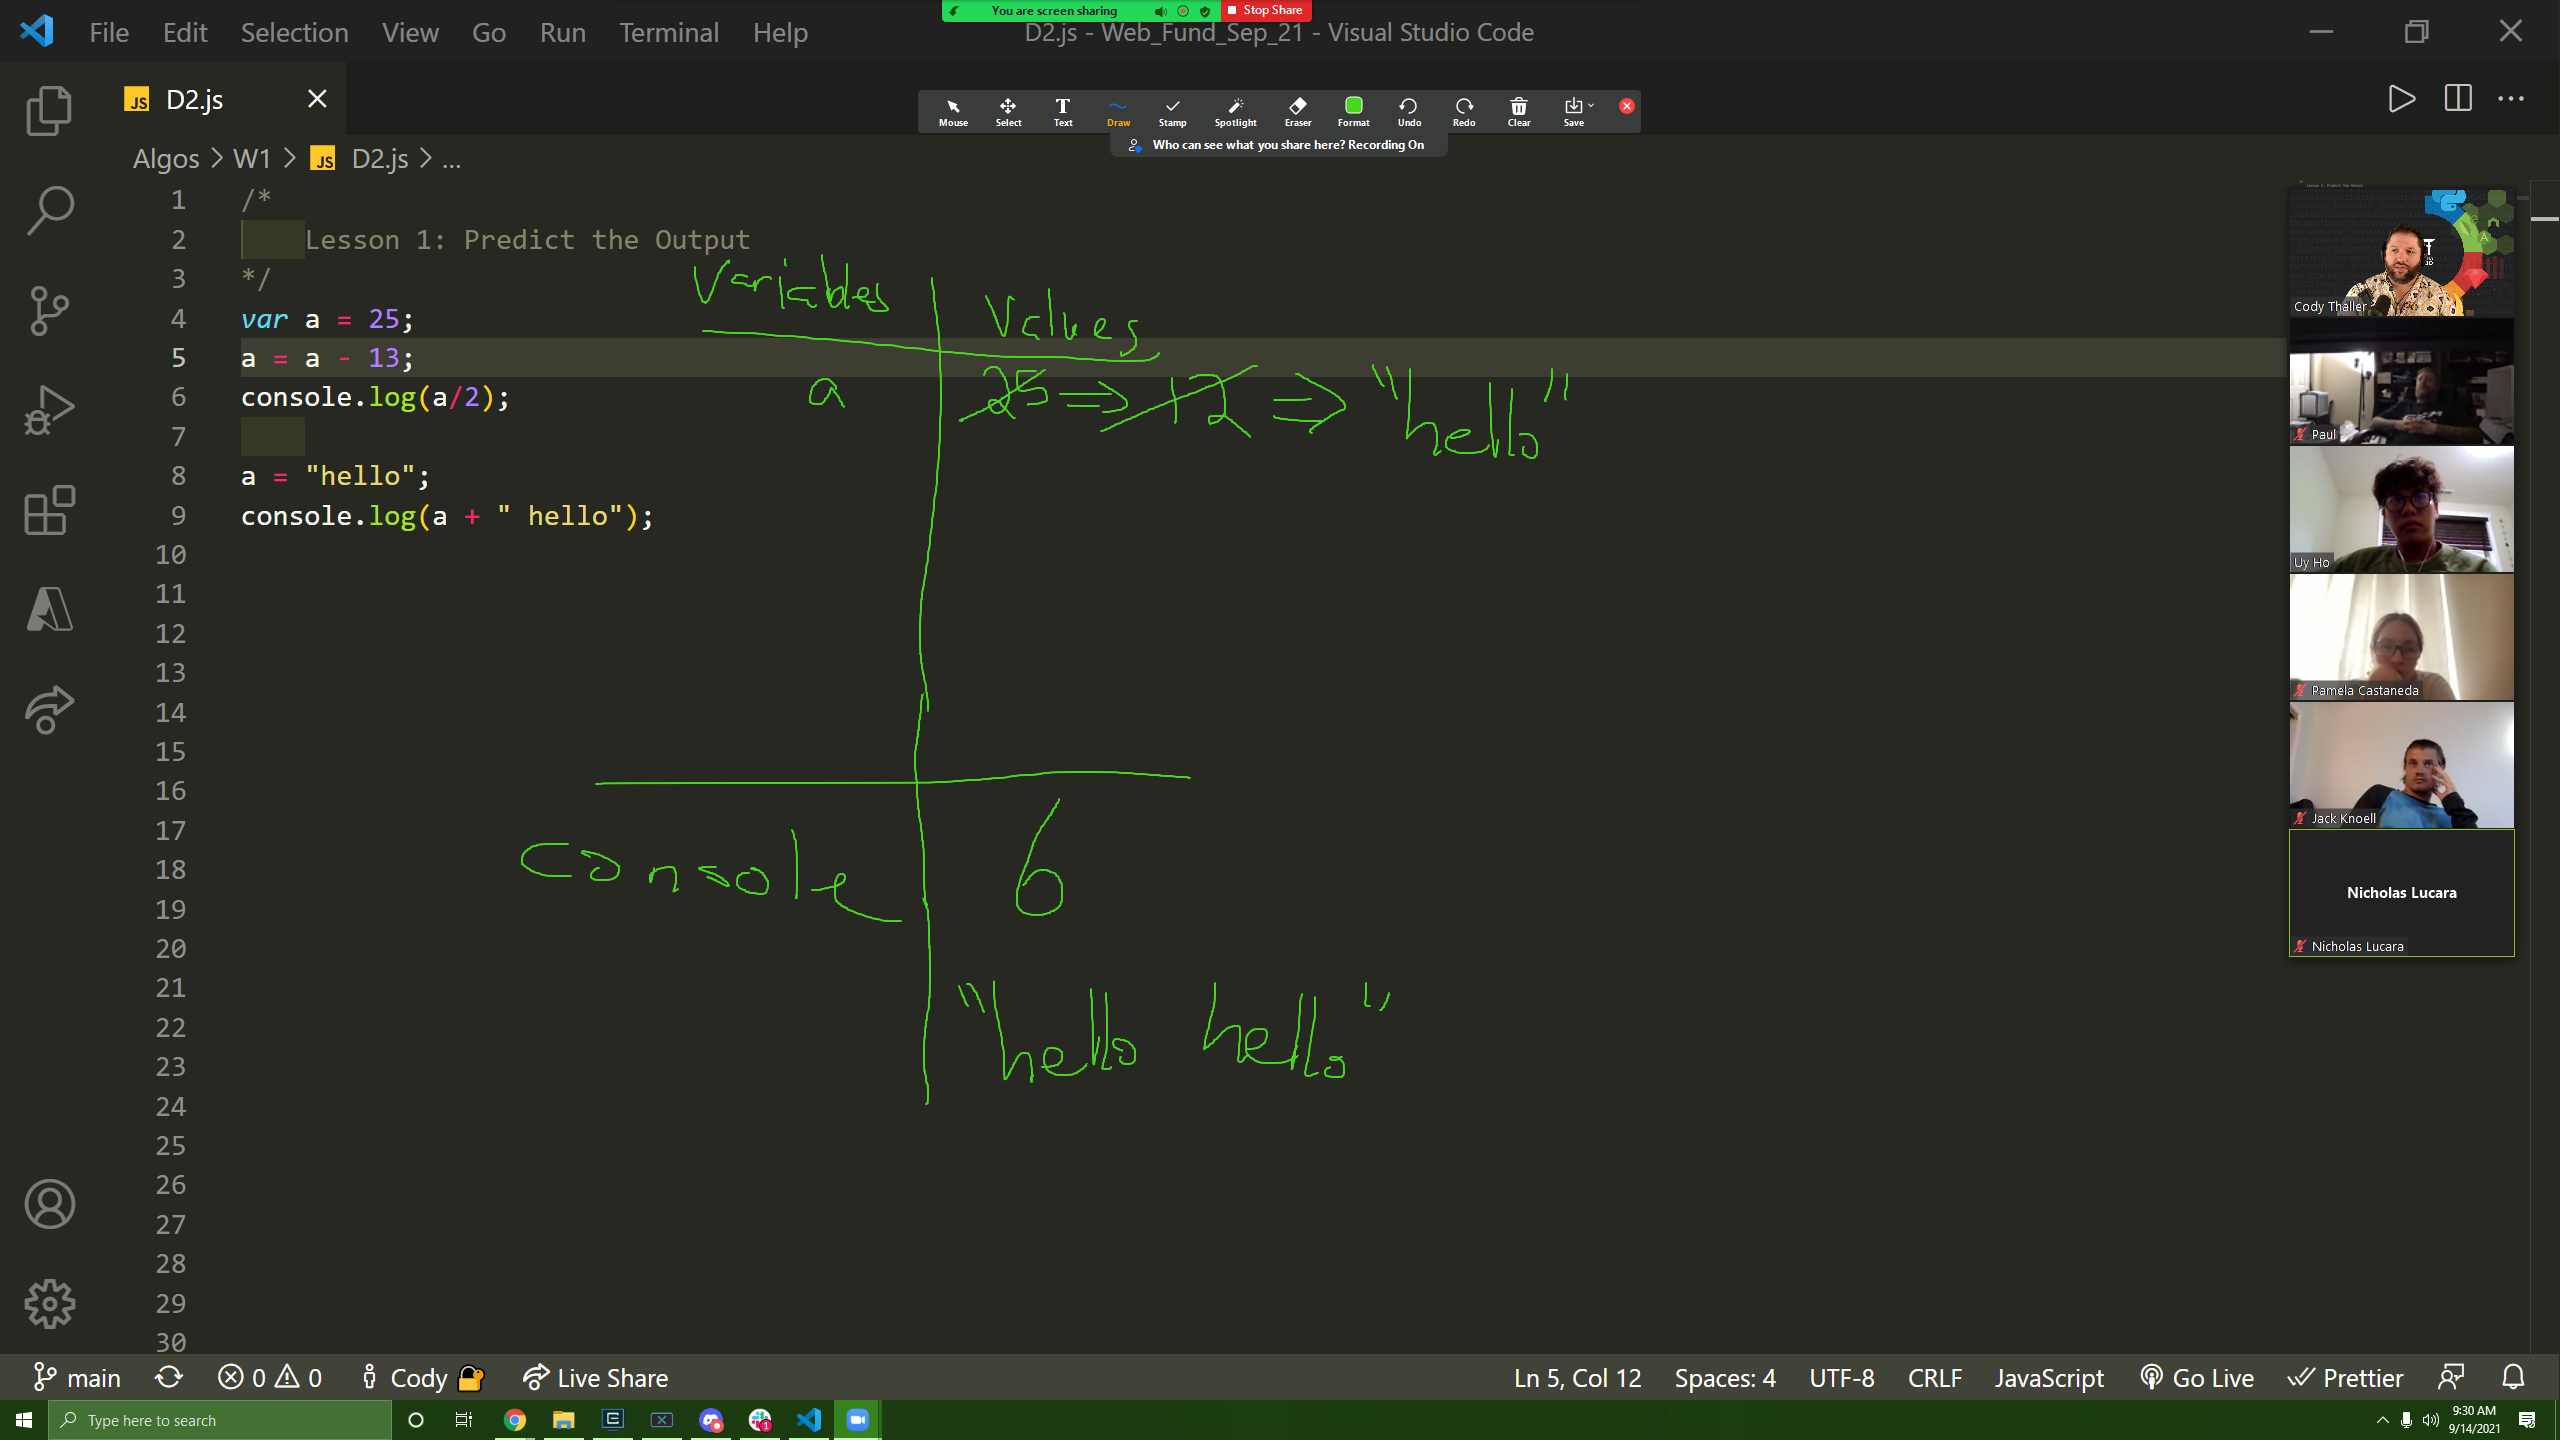 You are screen sharing
Stop Share
File Edit Selection View Go Run Terminal Help
D2.js - Web_Fund_Sep_21 - Visual Studio Code
JS D2.js
Mouse Select Text Draw Stamp Spotlight Eraser Format Undo Redo Clear Save
Who can see what you share here? Recording On
Algos > W1 > JS D2.js > ...
1 /*
2 Lesson 1: Predict the Output
3 */
4 var a = 25;
5 a = a - 13;
6 console.log(a/2);
7
8 a = "hello";
9 console.log(a + " hello");
10
11
12
13
14
15
16
17
18
19
20
21
22
23
24
25
26
27
28
29
30
Variables Values
a 25 => 12 => "hello"
Console 6
"hello hello"
Cody Thaller
Paul
Uy Ho
Pamela Castaneda
Jack Knoell
Nicholas Lucara
Nicholas Lucara
main 0 0 Cody Live Share
Ln 5, Col 12 Spaces: 4 UTF-8 CRLF JavaScript Go Live Prettier
Type here to search
1
9:30 AM
9/14/2021